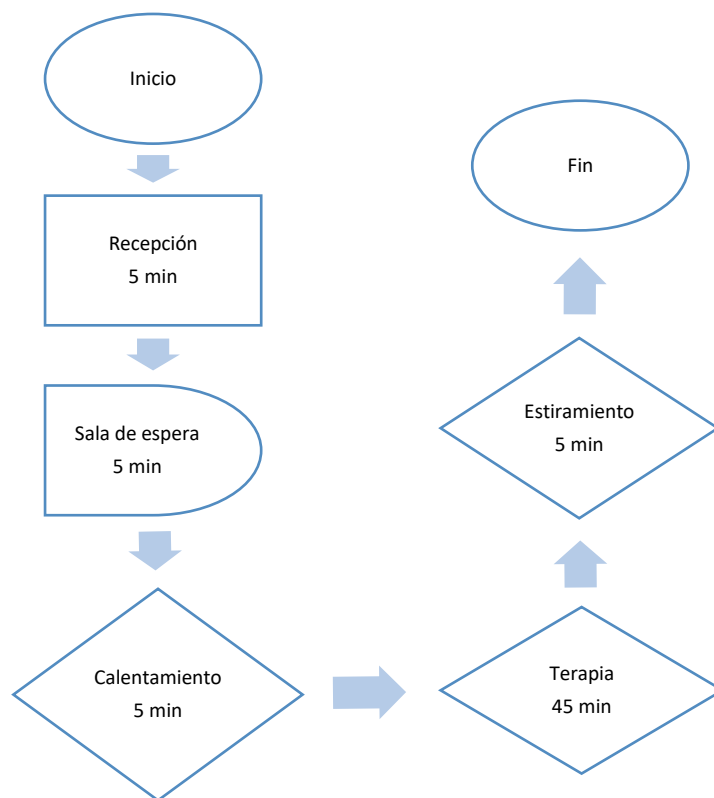 Inicio
Recepción
5 min
Sala de espera
5 min
Calentamiento
5 min
Terapia
45 min
Estiramiento
5 min
Fin